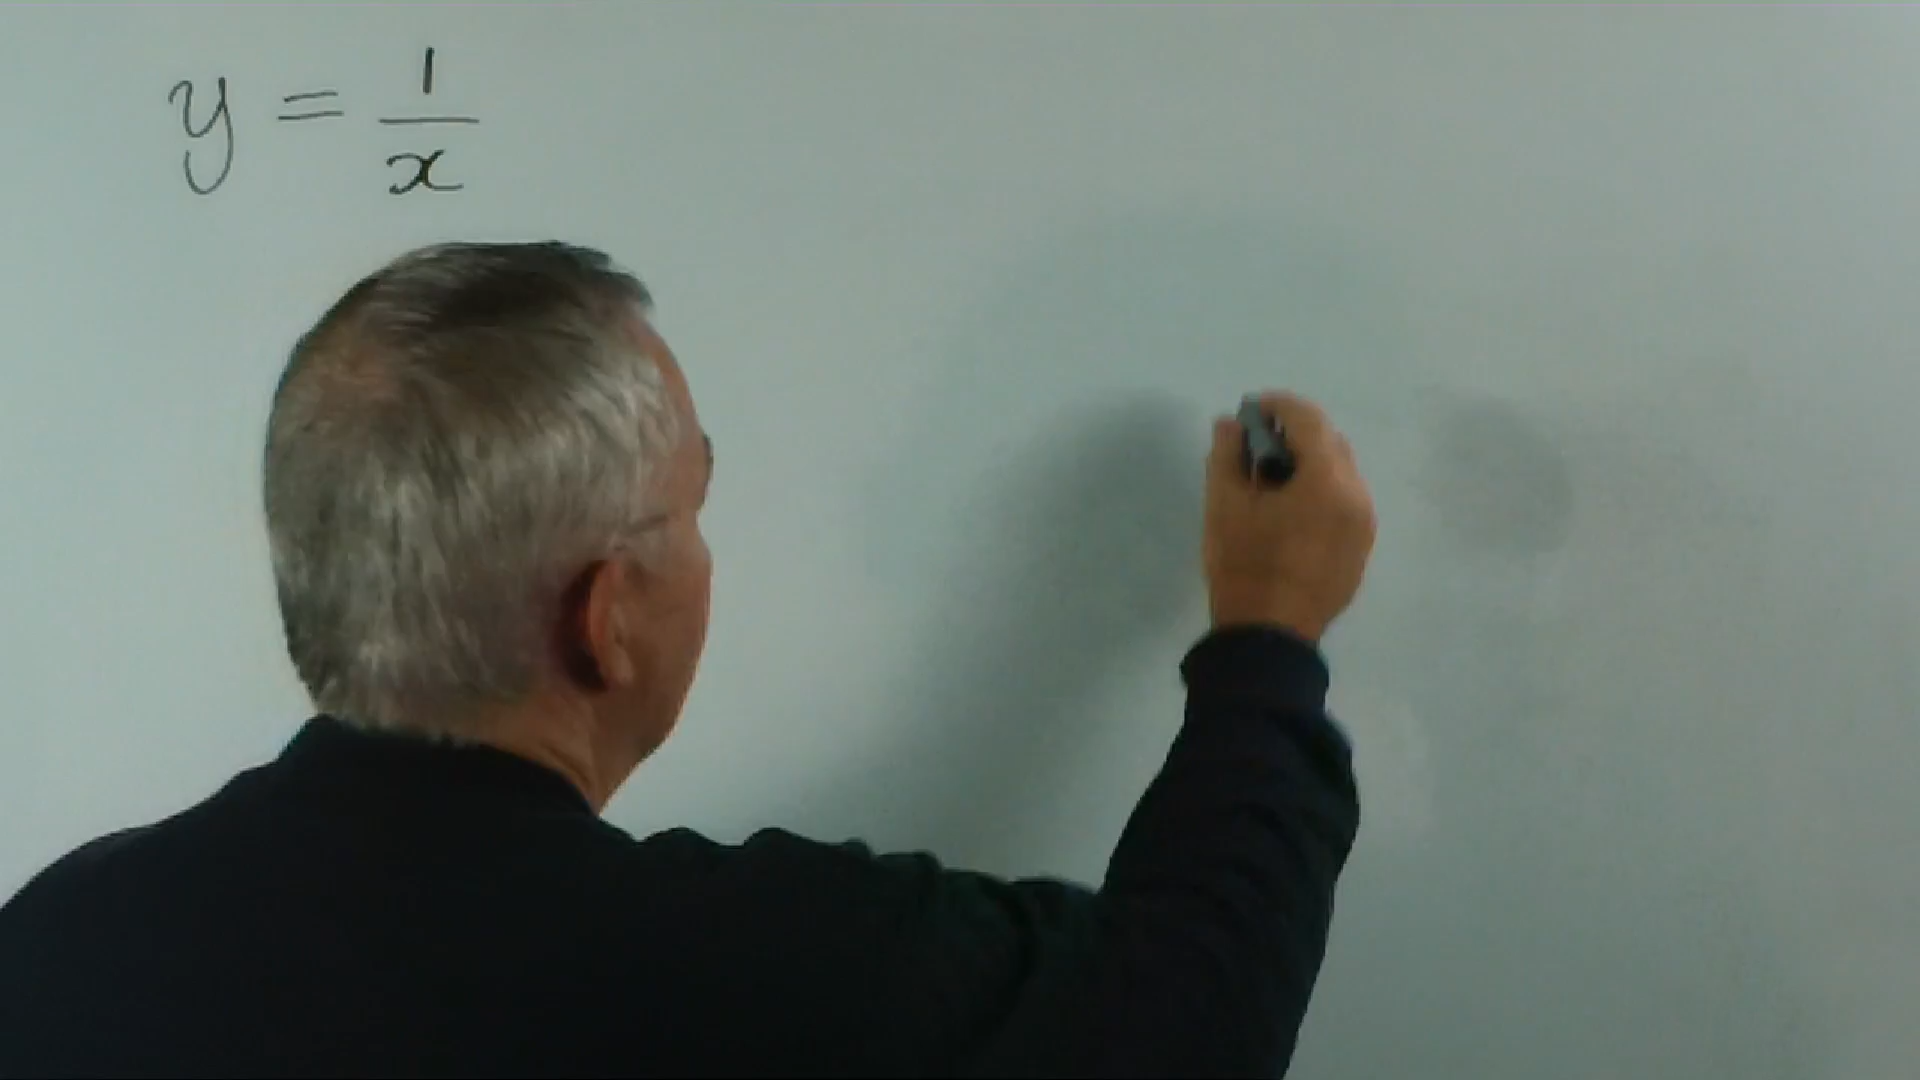 y = 1/x